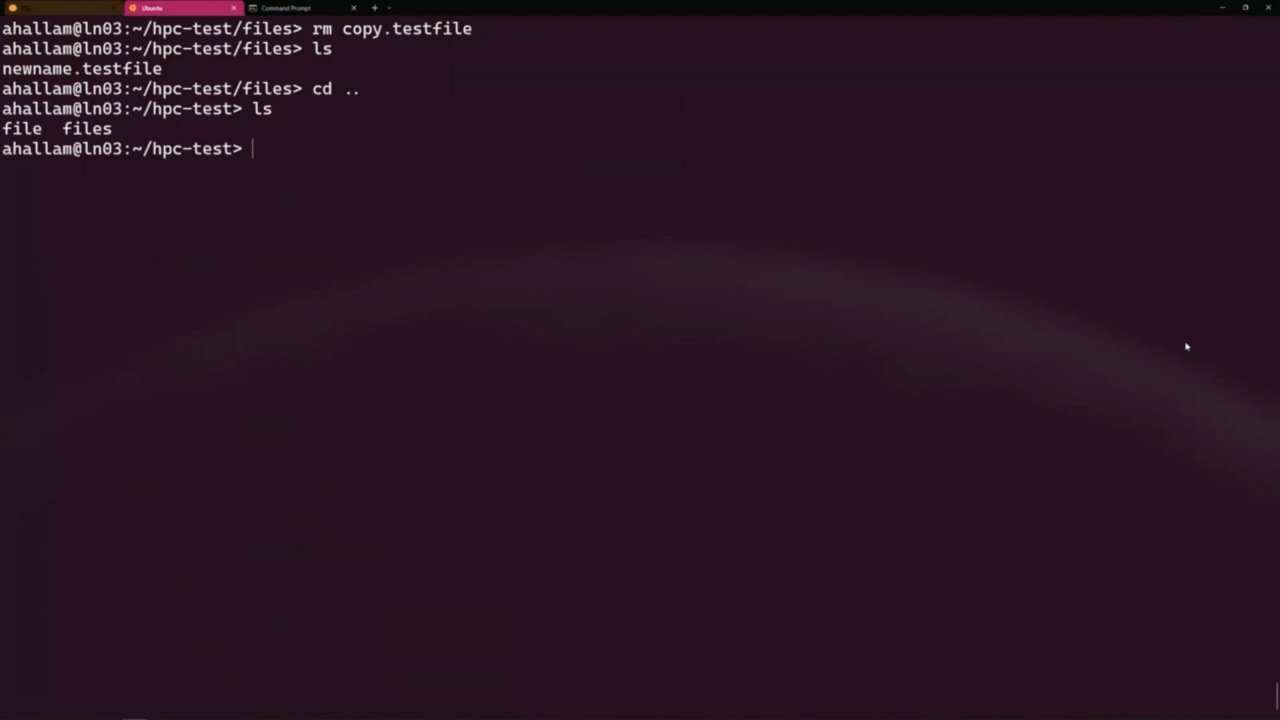 Ubuntu
Command Prompt
ahallam@ln03:~/hpc-test/files> rm copy.testfile
ahallam@ln03:~/hpc-test/files> ls
newname.testfile
ahallam@ln03:~/hpc-test/files> cd ..
ahallam@ln03:~/hpc-test> ls
file  files
ahallam@ln03:~/hpc-test>